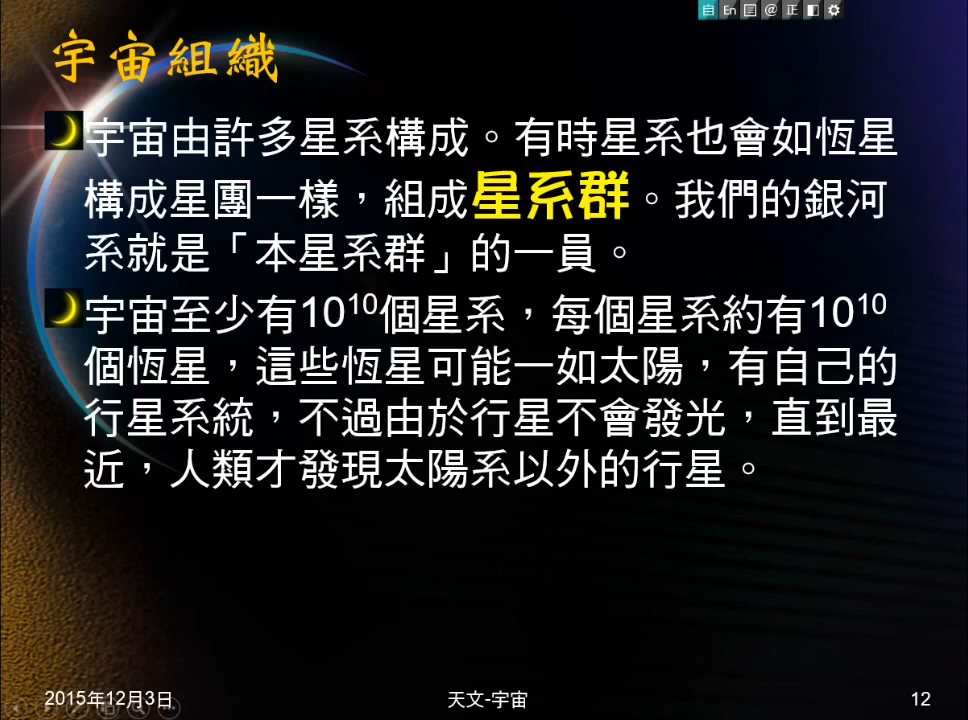 自 En @ 正
宇宙組織
宇宙由許多星系構成。有時星系也會如恆星
構成星團一樣，組成星系群。我們的銀河
系就是「本星系群」的一員。
宇宙至少有10¹⁰個星系，每個星系約有10¹⁰
個恆星，這些恆星可能一如太陽，有自己的
行星系統，不過由於行星不會發光，直到最
近，人類才發現太陽系以外的行星。
2015年12月3日 天文-宇宙 12